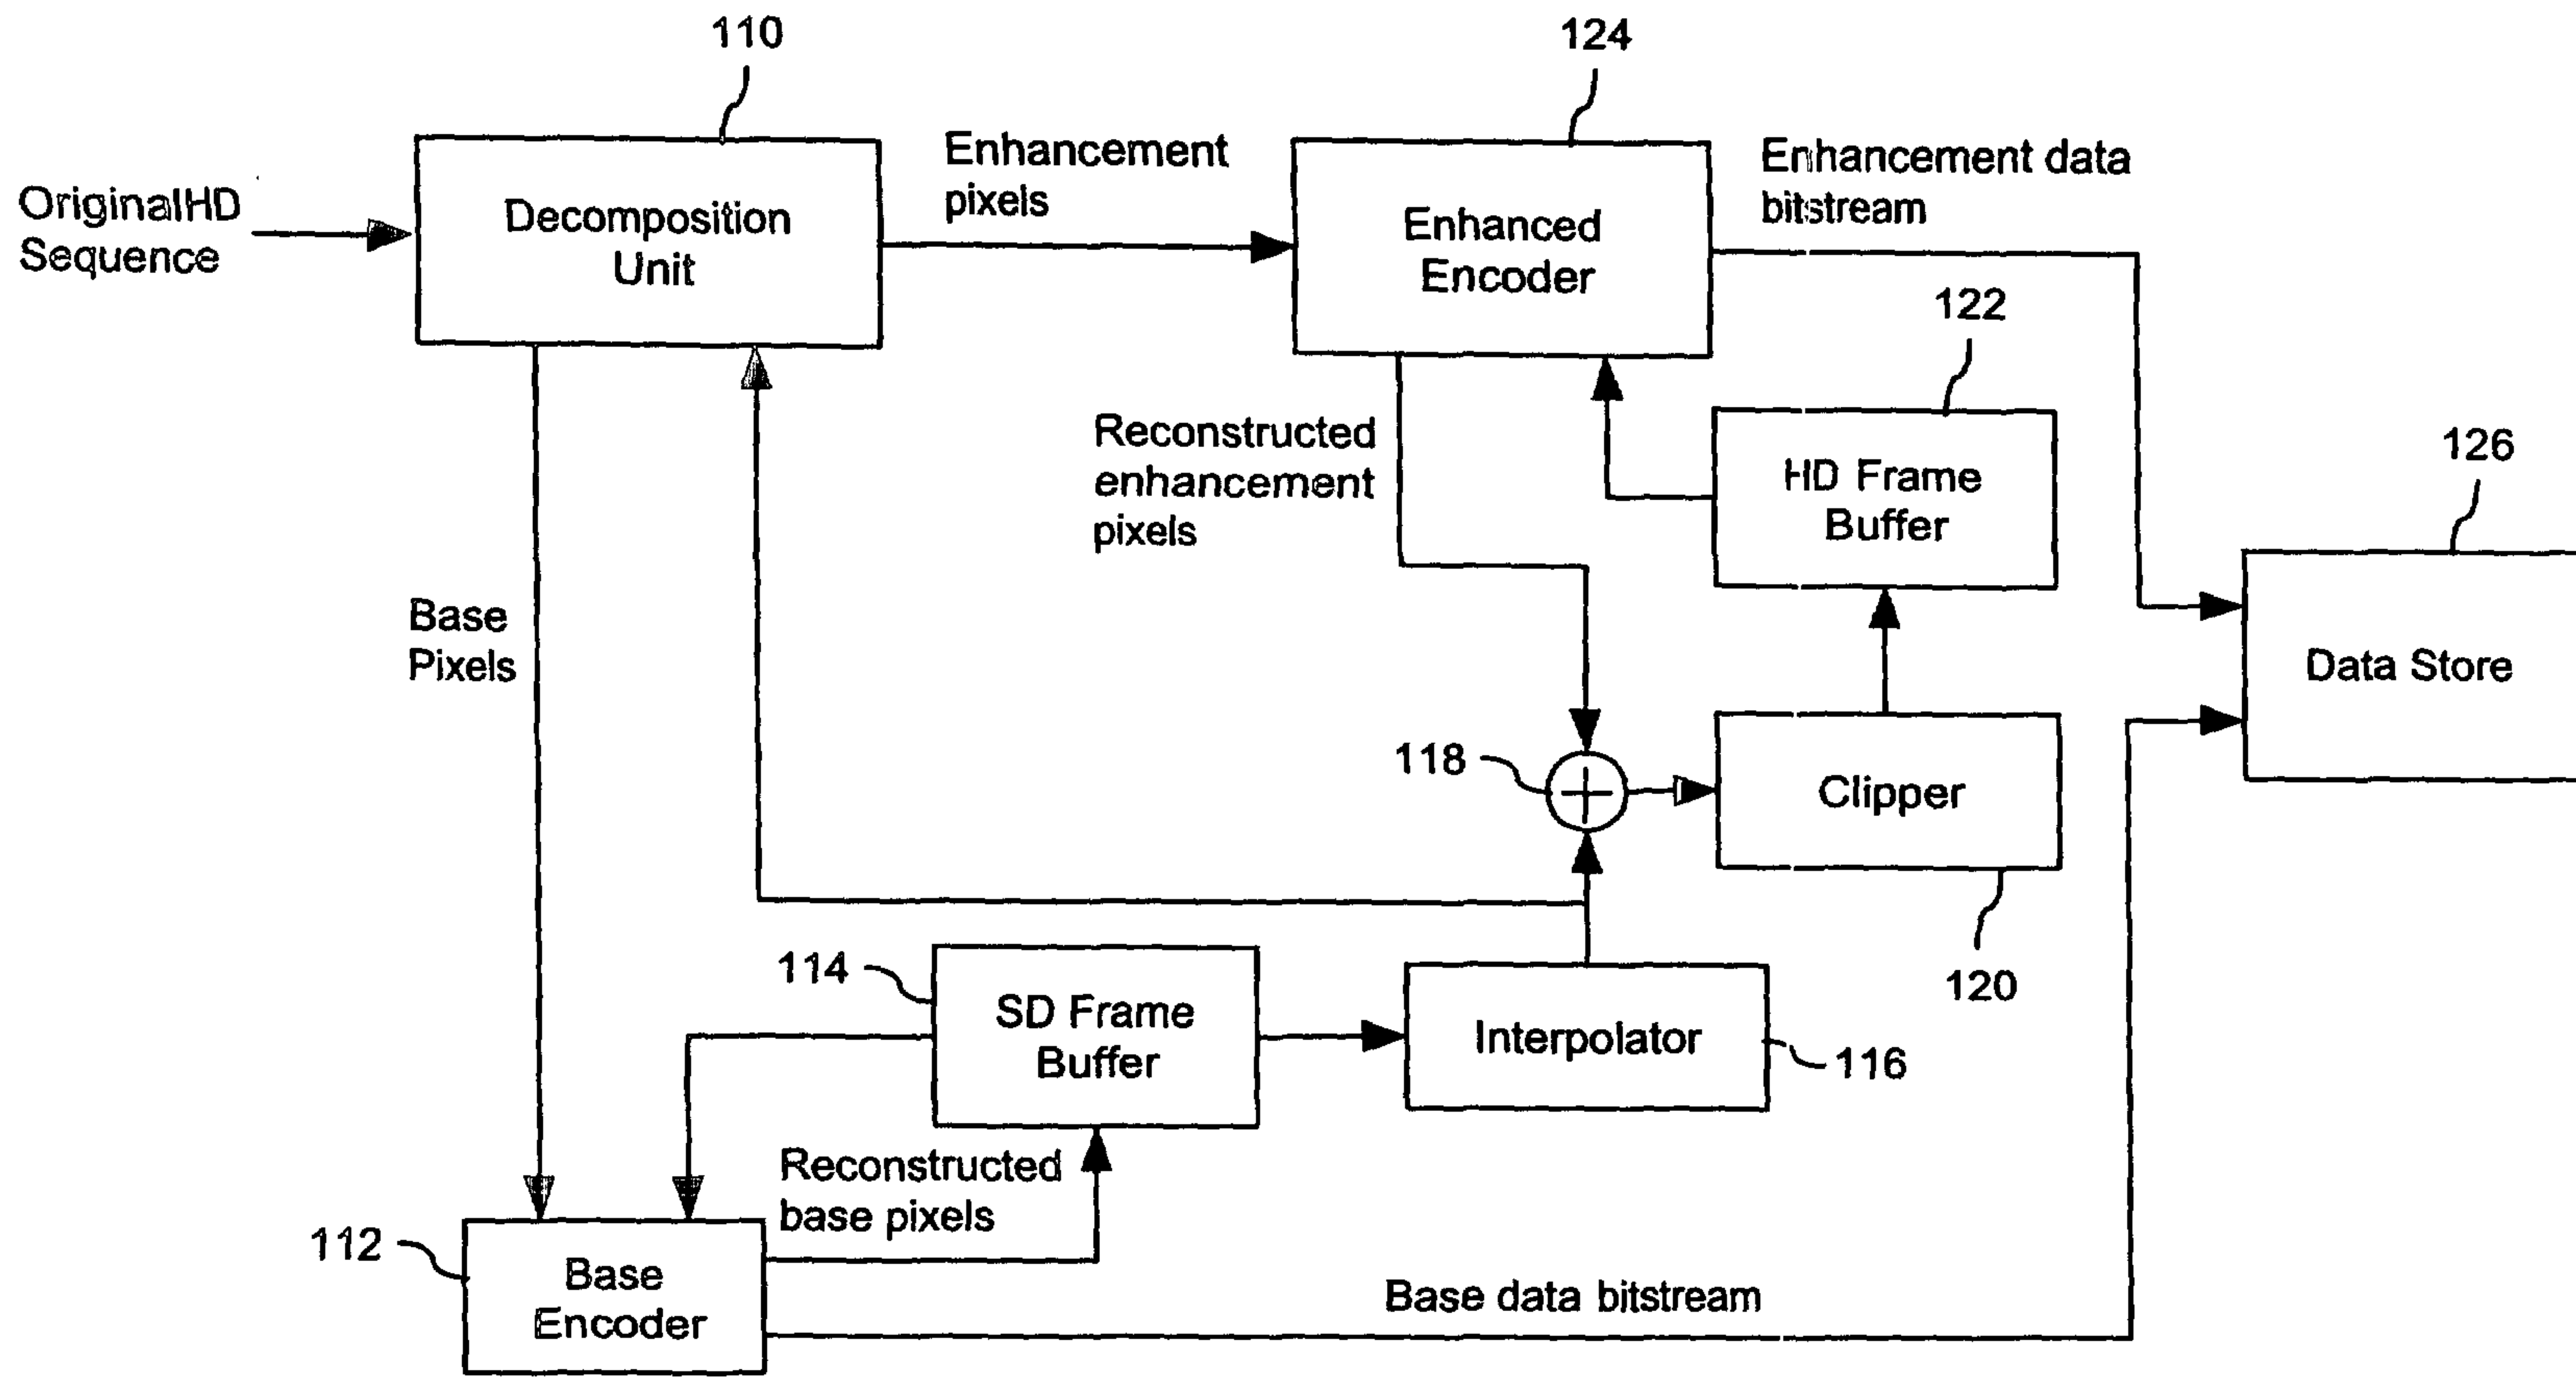 110
124
OriginalHD
Sequence
Decomposition
Unit
Enhancement
pixels
Enhanced
Encoder
Enhancement data
bitstream
122
Reconstructed
enhancement
pixels
HD Frame
Buffer
126
Base
Pixels
Data Store
118
Clipper
120
114
SD Frame
Buffer
Interpolator
116
Reconstructed
base pixels
112
Base
Encoder
Base data bitstream